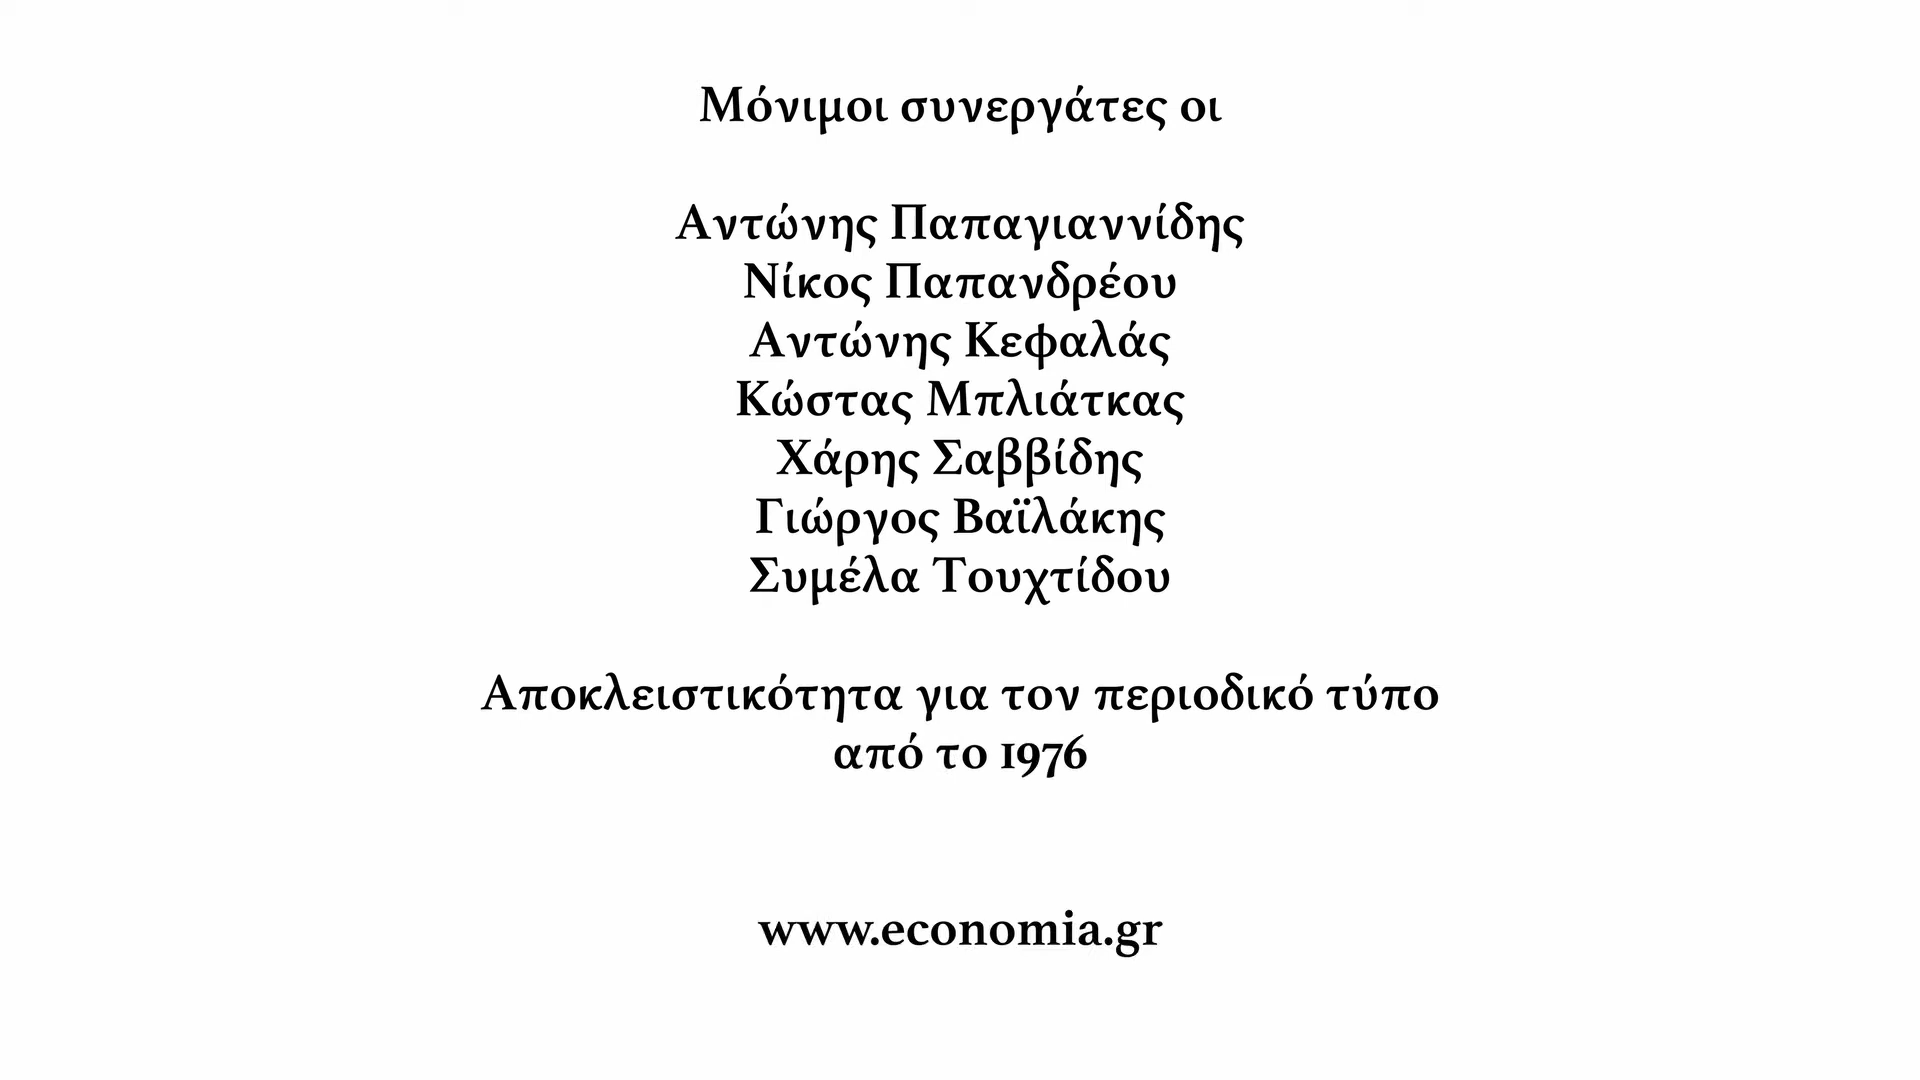 Μόνιμοι συνεργάτες οι
Αντώνης Παπαγιαννίδης
Νίκος Παπανδρέου
Αντώνης Κεφαλάς
Κώστας Μπλιάτκας
Χάρης Σαββίδης
Γιώργος Βαϊλάκης
Συμέλα Τουχτίδου
Αποκλειστικότητα για τον περιοδικό τύπο
από το 1976
www.economia.gr